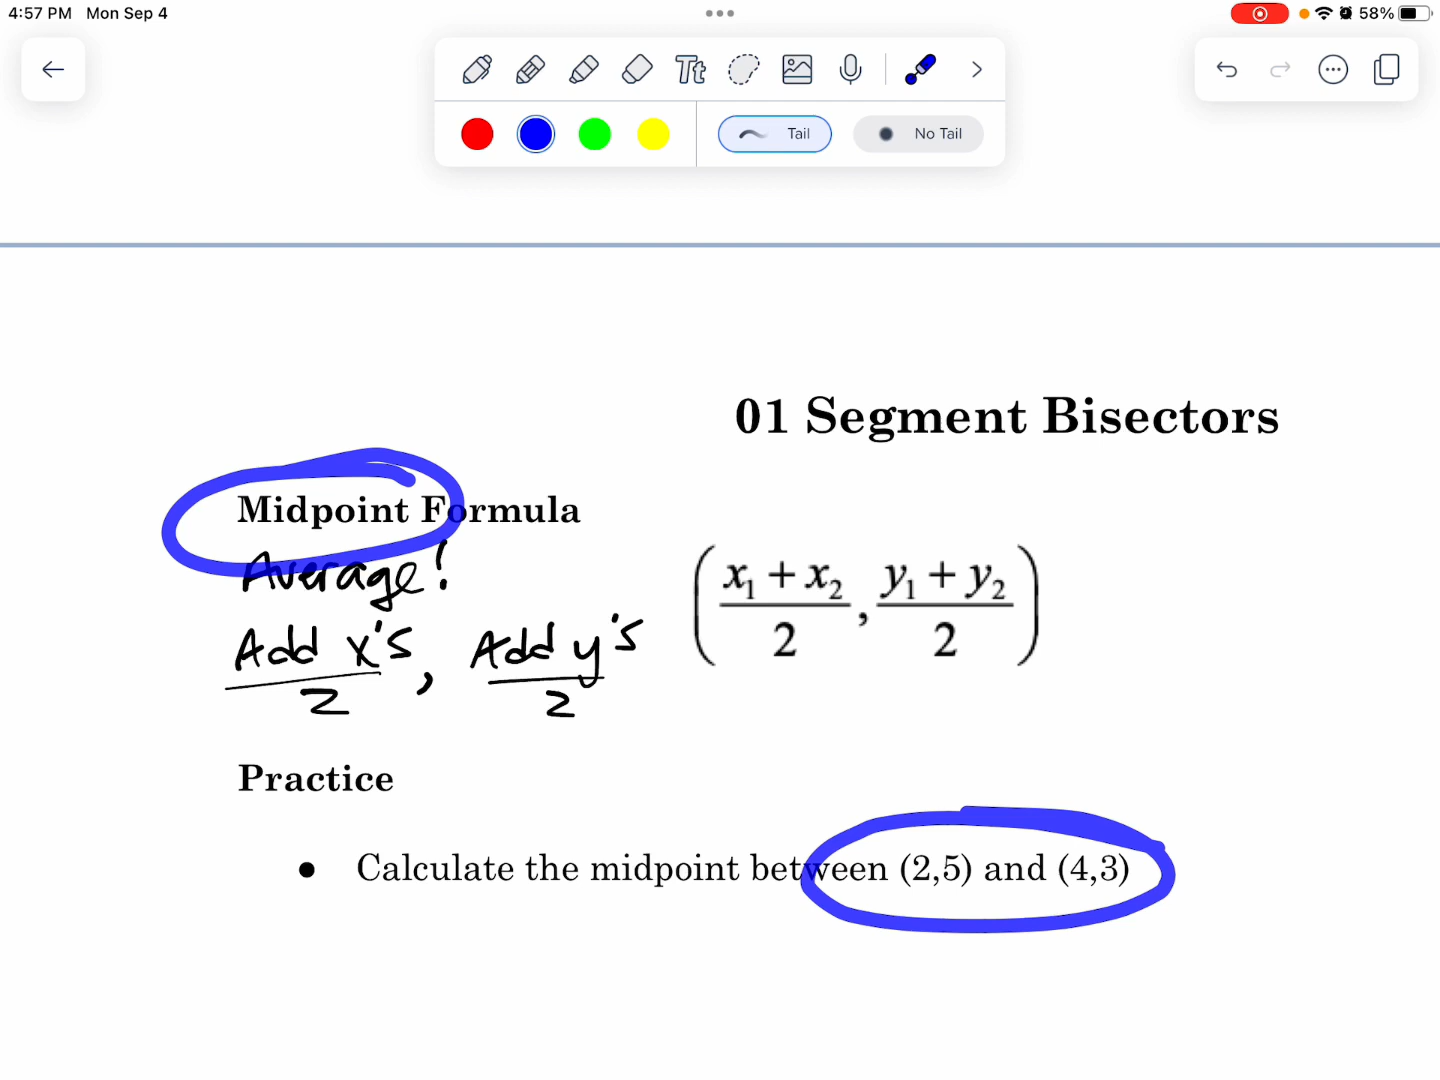 4:57 PM Mon Sep 4
58%
Tt
Tail
No Tail
01 Segment Bisectors
Midpoint Formula
Average!
Add x's, Add y's
2 2
(x₁ + x₂, y₁ + y₂)
2 2
Practice
• Calculate the midpoint between (2,5) and (4,3)